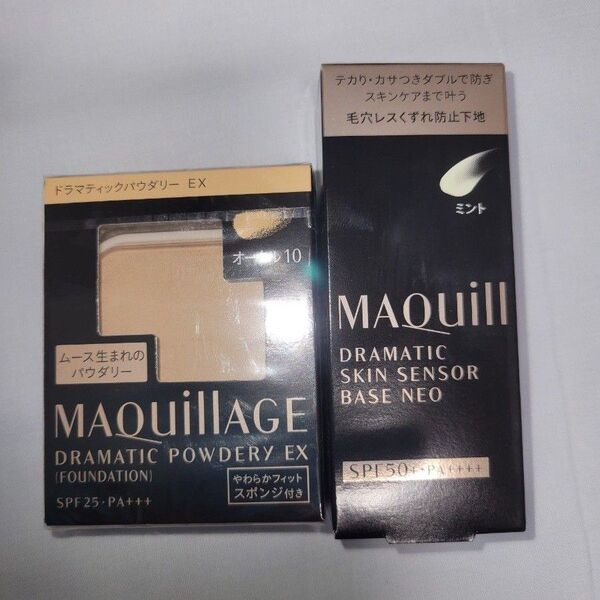 ドラマティックパウダリー EX
オークル10
ムース生まれの
パウダリー
MAQuillAGE
DRAMATIC POWDERY EX
(FOUNDATION)
SPF25・PA+++
やわらかフィット
スポンジ付き
テカリ・カサつきダブルで防ぎ
スキンケアまで叶う
毛穴レスくずれ防止下地
ミント
MAQuill
DRAMATIC
SKIN SENSOR
BASE NEO
SPF50+・PA++++